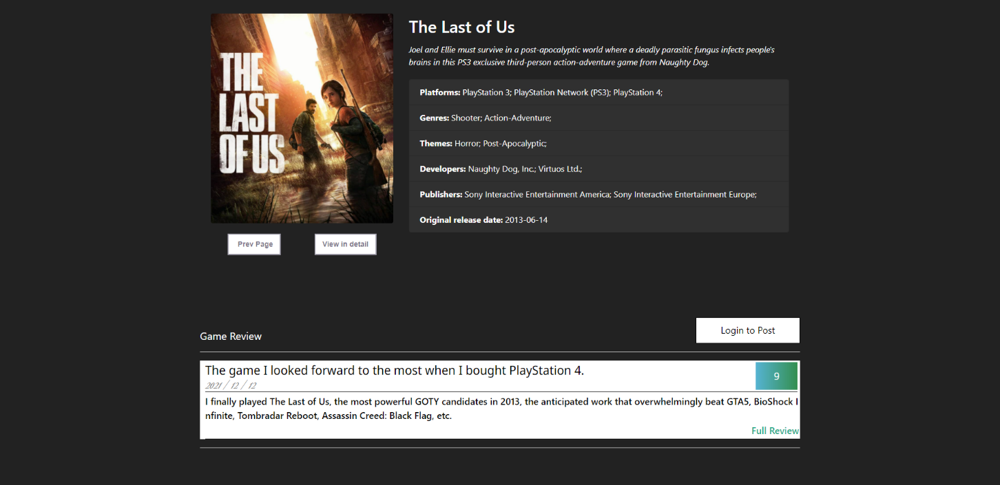 THE
LAST
OF US
The Last of Us
Joel and Ellie must survive in a post-apocalyptic world where a deadly parasitic fungus infects people's
brains in this PS3 exclusive third-person action-adventure game from Naughty Dog.
Platforms: PlayStation 3; PlayStation Network (PS3); PlayStation 4;
Genres: Shooter; Action-Adventure;
Themes: Horror; Post-Apocalyptic;
Developers: Naughty Dog, Inc.; Virtuos Ltd.;
Publishers: Sony Interactive Entertainment America; Sony Interactive Entertainment Europe;
Original release date: 2013-06-14
Prev Page
View in detail
Login to Post
Game Review
The game I looked forward to the most when I bought PlayStation 4.
9
2021 / 12 / 12
I finally played The Last of Us, the most powerful GOTY candidates in 2013, the anticipated work that overwhelmingly beat GTA5, BioShock I
nfinite, Tombradar Reboot, Assassin Creed: Black Flag, etc.
Full Review